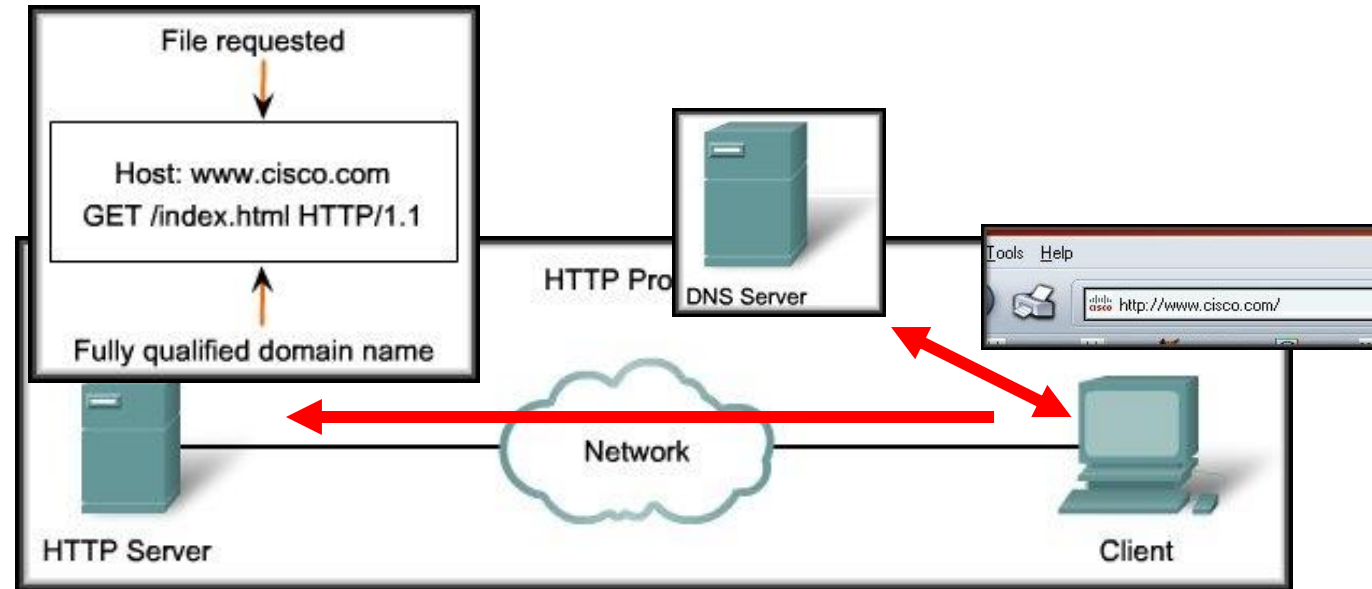 File requested
Host: www.cisco.com
GET /index.html HTTP/1.1
Fully qualified domain name
HTTP Pro
DNS Server
Tools Help
cisco http://www.cisco.com/
Network
HTTP Server
Client